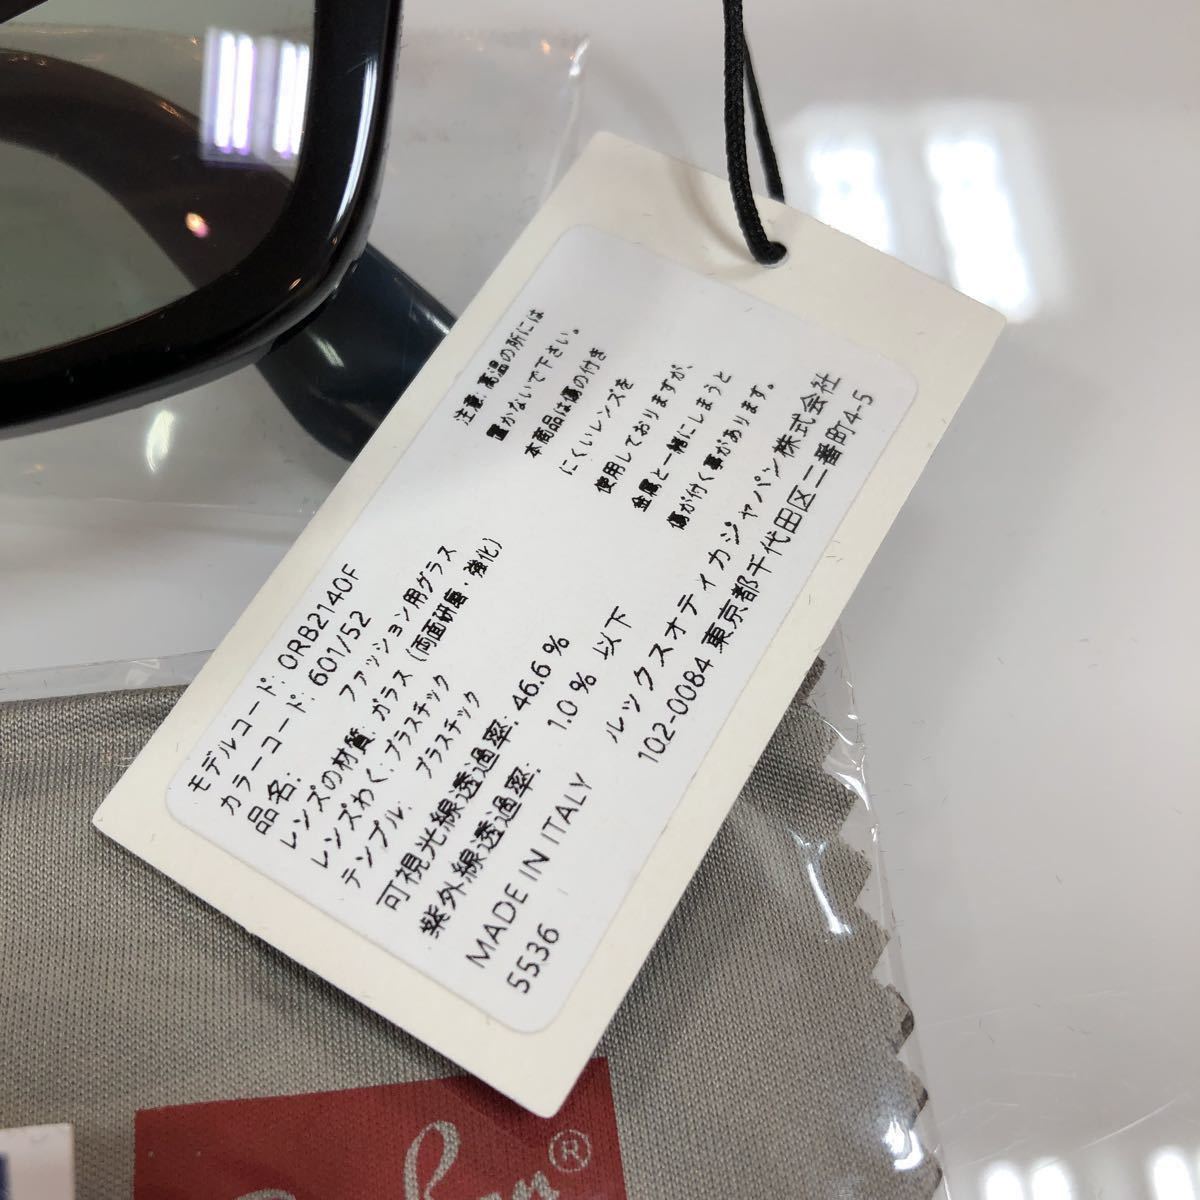 モデルコード: 0RB2140F
カラーコード: 601/52
品名: ファッション用グラス
レンズの材質: ガラス (両面研磨・強化)
レンズわく: プラスチック
テンプル: プラスチック
可視光線透過率: 46.6 %
紫外線透過率: 1.0 % 以下
MADE IN ITALY
5536
注意、高温の所には
置かないで下さい。
本商品は傷の付き
にくいレンズを
使用しておりますが、
金属と一緒にしまうと
傷が付く事があります。
ルックスオティカジャパン株式会社
102-0084 東京都千代田区二番町4-5
Ray-Ban®